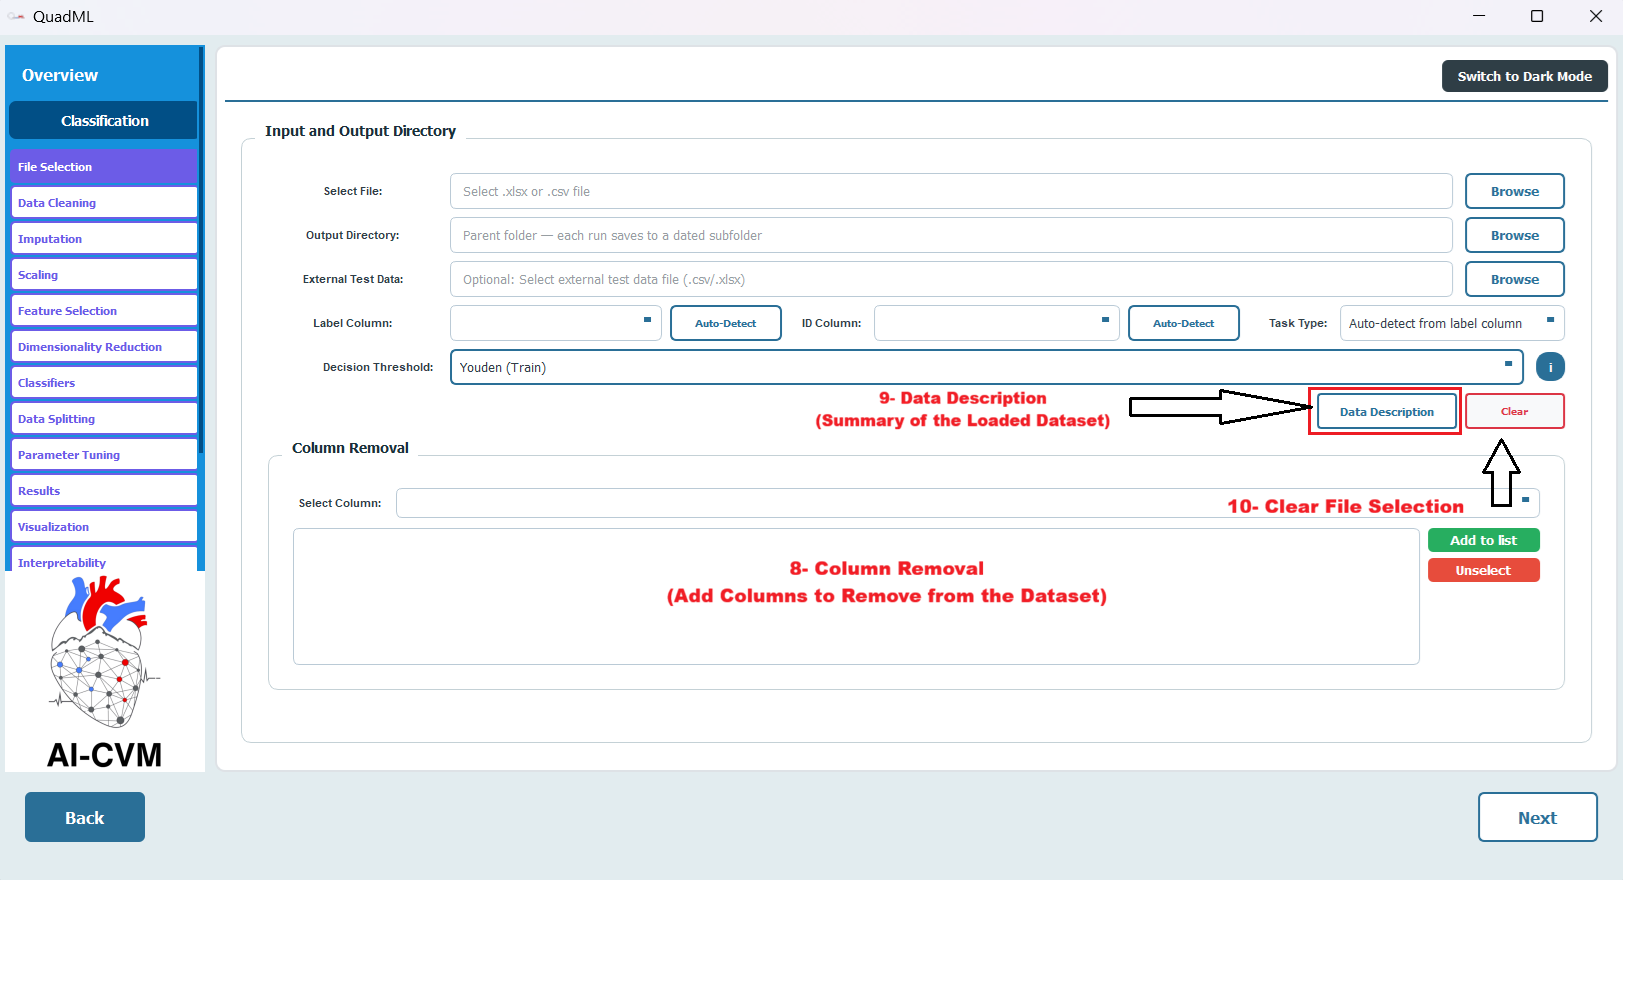 QuadML
Overview
Classification
File Selection
Data Cleaning
Imputation
Scaling
Feature Selection
Dimensionality Reduction
Classifiers
Data Splitting
Parameter Tuning
Results
Visualization
Interpretability
AI-CVM
Switch to Dark Mode
Input and Output Directory
Select File: Select .xlsx or .csv file Browse
Output Directory: Parent folder — each run saves to a dated subfolder Browse
External Test Data: Optional: Select external test data file (.csv/.xlsx) Browse
Label Column: Auto-Detect ID Column: Auto-Detect Task Type: Auto-detect from label column
Decision Threshold: Youden (Train) i
9- Data Description
(Summary of the Loaded Dataset)
Data Description Clear
Column Removal
Select Column:
10- Clear File Selection
Add to list
Unselect
8- Column Removal
(Add Columns to Remove from the Dataset)
Back Next